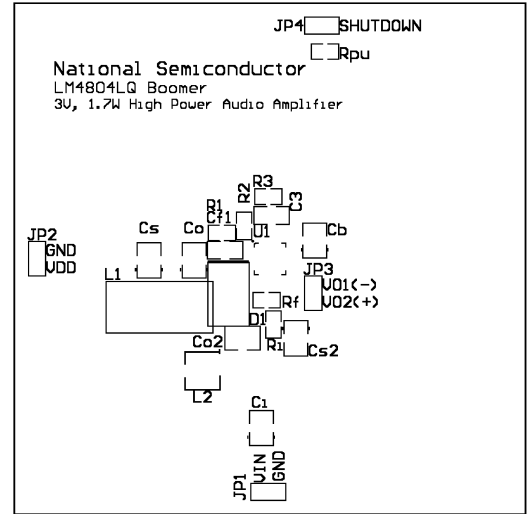 JP4 SHUTDOWN
Rpu
National Semiconductor
LM4804LQ Boomer
3V, 1.7W High Power Audio Amplifier
R3
R2
C3
R1
Cf1
U1
Cb
Cs
Co
JP2
GND
VDD
L1
JP3
VO1(-)
VO2(+)
Rf
D1
Ri
Co2
Cs2
L2
Ci
VIN
GND
JP1